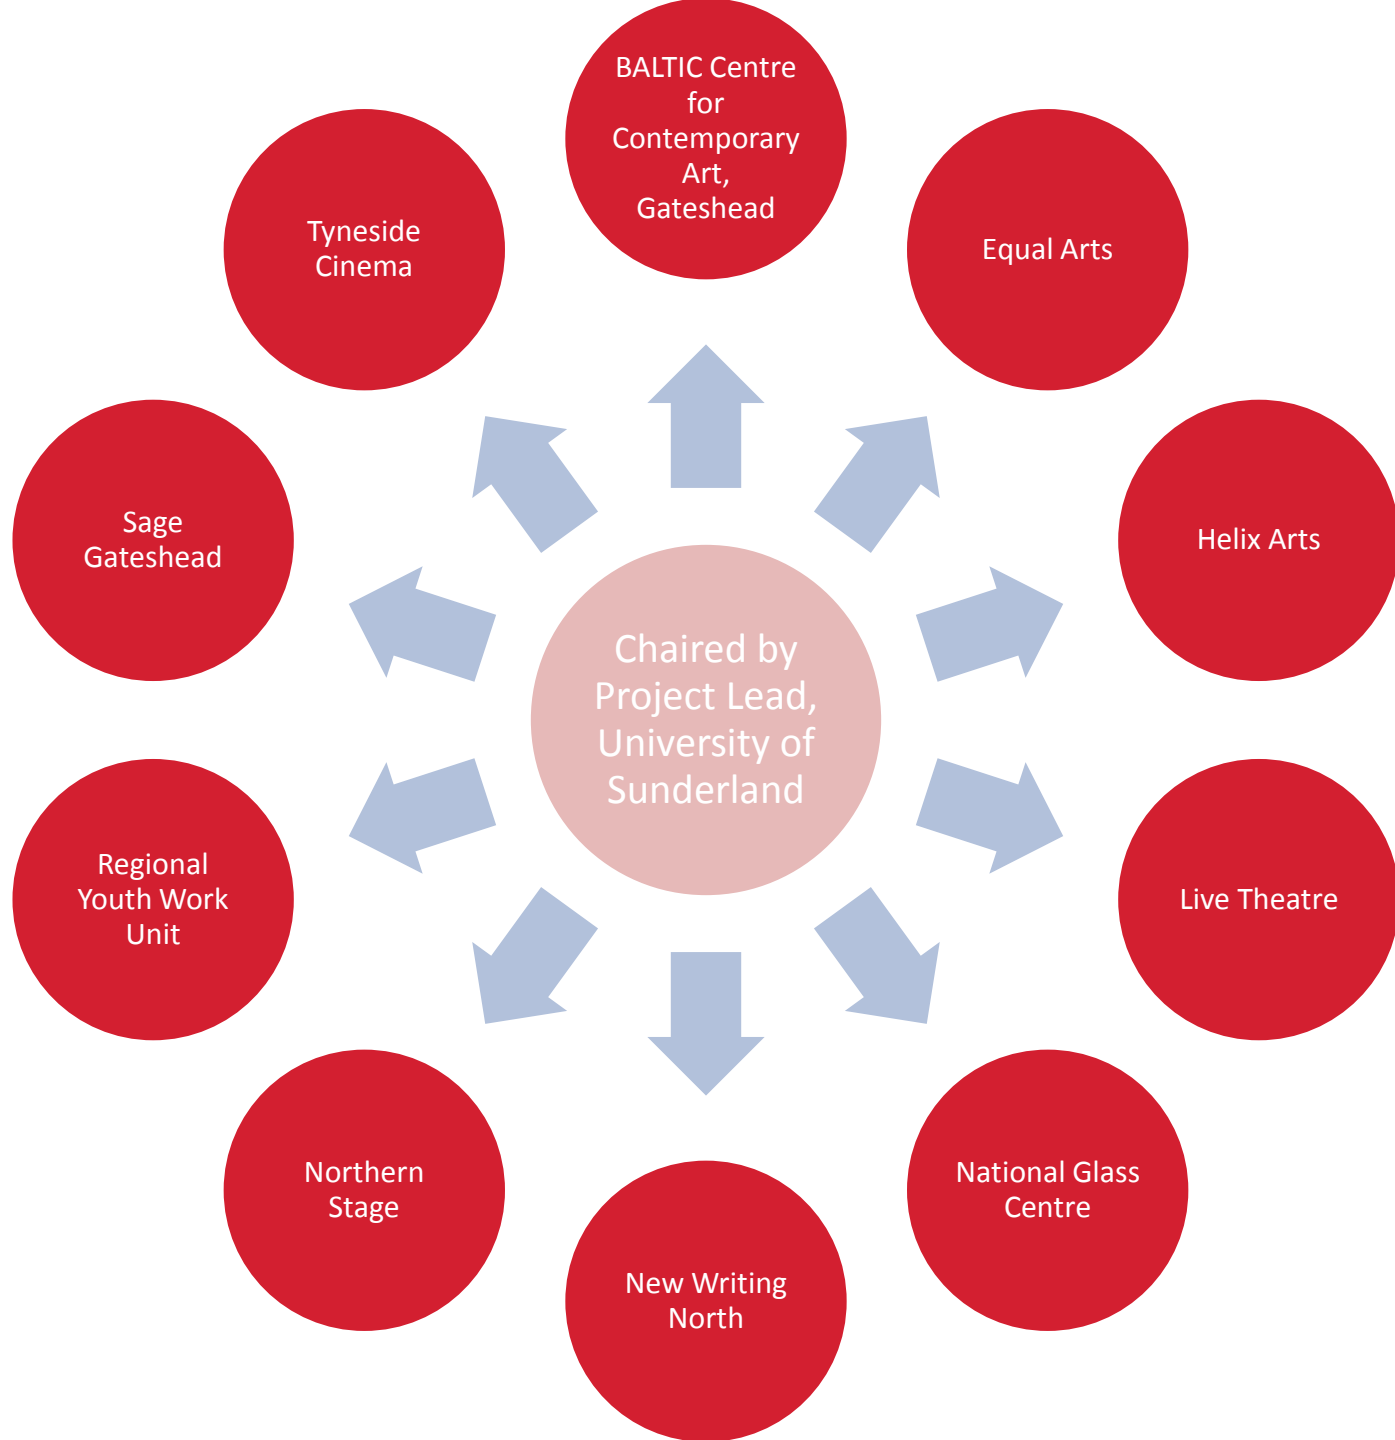 BALTIC Centre
for
Contemporary
Art,
Gateshead
Equal Arts
Helix Arts
Live Theatre
National Glass
Centre
New Writing
North
Northern
Stage
Regional
Youth Work
Unit
Sage
Gateshead
Tyneside
Cinema
Chaired by
Project Lead,
University of
Sunderland